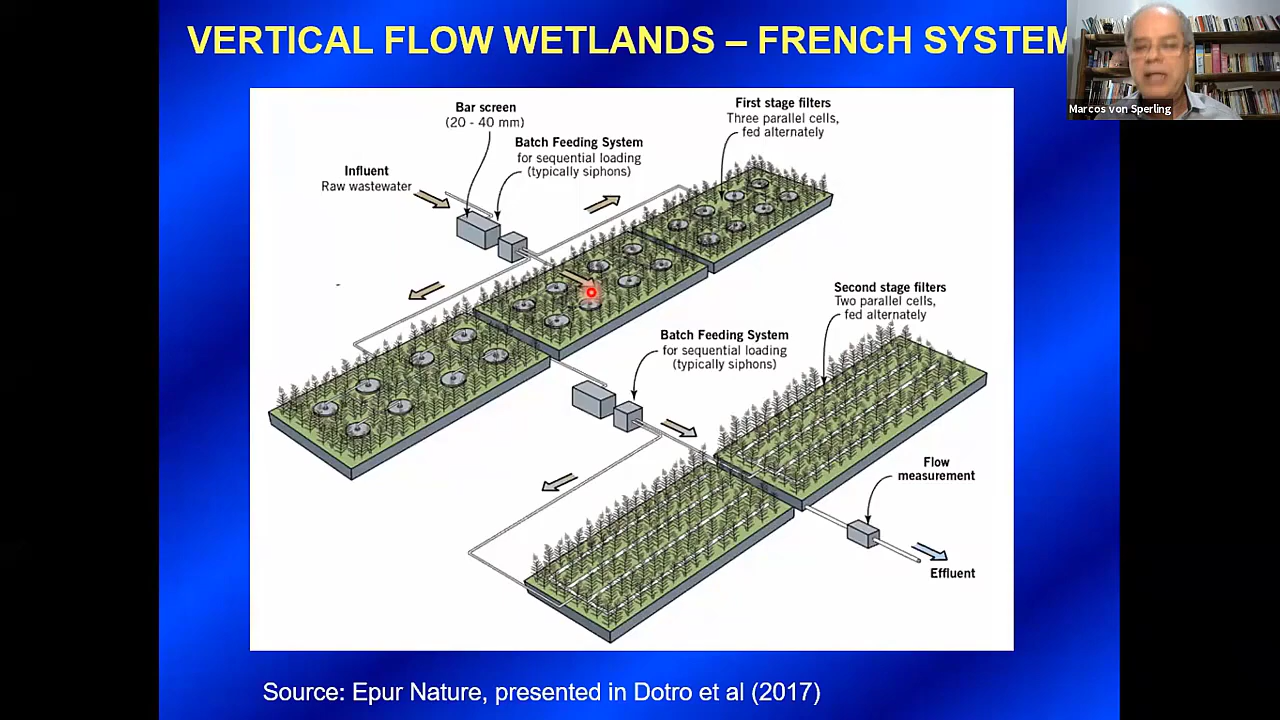 VERTICAL FLOW WETLANDS – FRENCH SYSTEM
Marcos von Sperling
Bar screen
(20 - 40 mm)
Batch Feeding System
for sequential loading
(typically siphons)
Influent
Raw wastewater
First stage filters
Three parallel cells,
fed alternately
Second stage filters
Two parallel cells,
fed alternately
Batch Feeding System
for sequential loading
(typically siphons)
Flow
measurement
Effluent
Source: Epur Nature, presented in Dotro et al (2017)